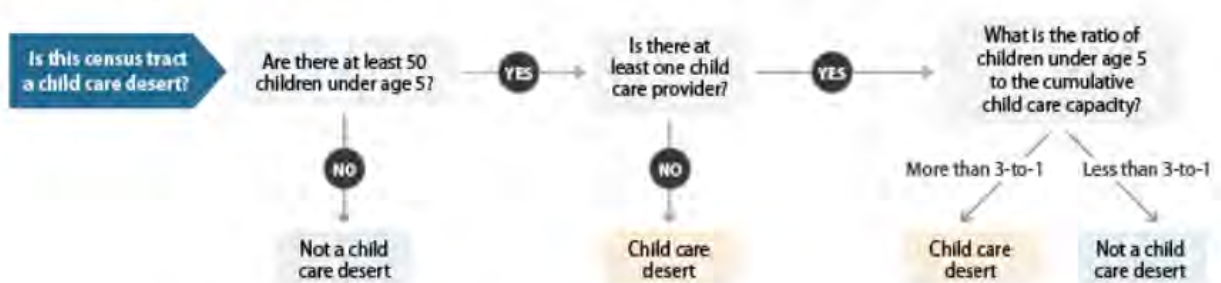 Is this census tract
a child care desert?
Are there at least 50
children under age 5?
YES
Is there at
least one child
care provider?
YES
What is the ratio of
children under age 5
to the cumulative
child care capacity?
NO
NO
More than 3-to-1
Less than 3-to-1
Not a child
care desert
Child care
desert
Child care
desert
Not a child
care desert